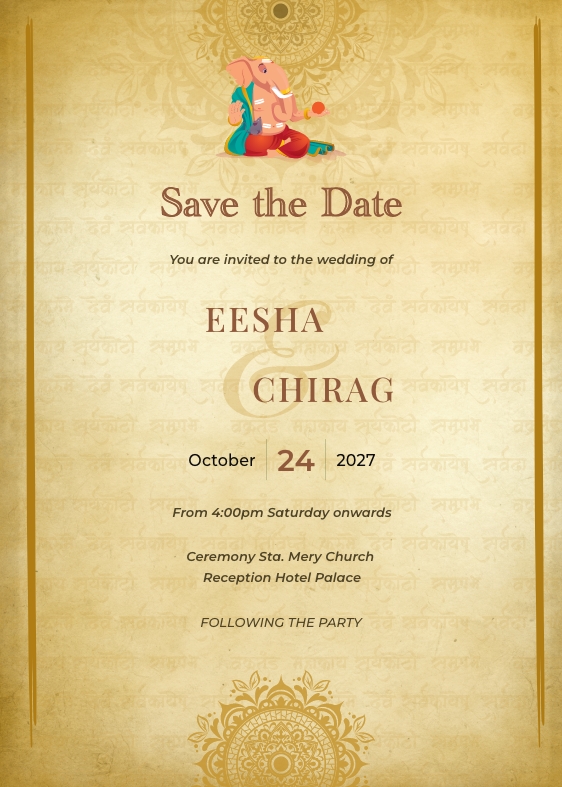 Save the Date
You are invited to the wedding of
EESHA
&
CHIRAG
October 24 2027
From 4:00pm Saturday onwards
Ceremony Sta. Mery Church
Reception Hotel Palace
FOLLOWING THE PARTY